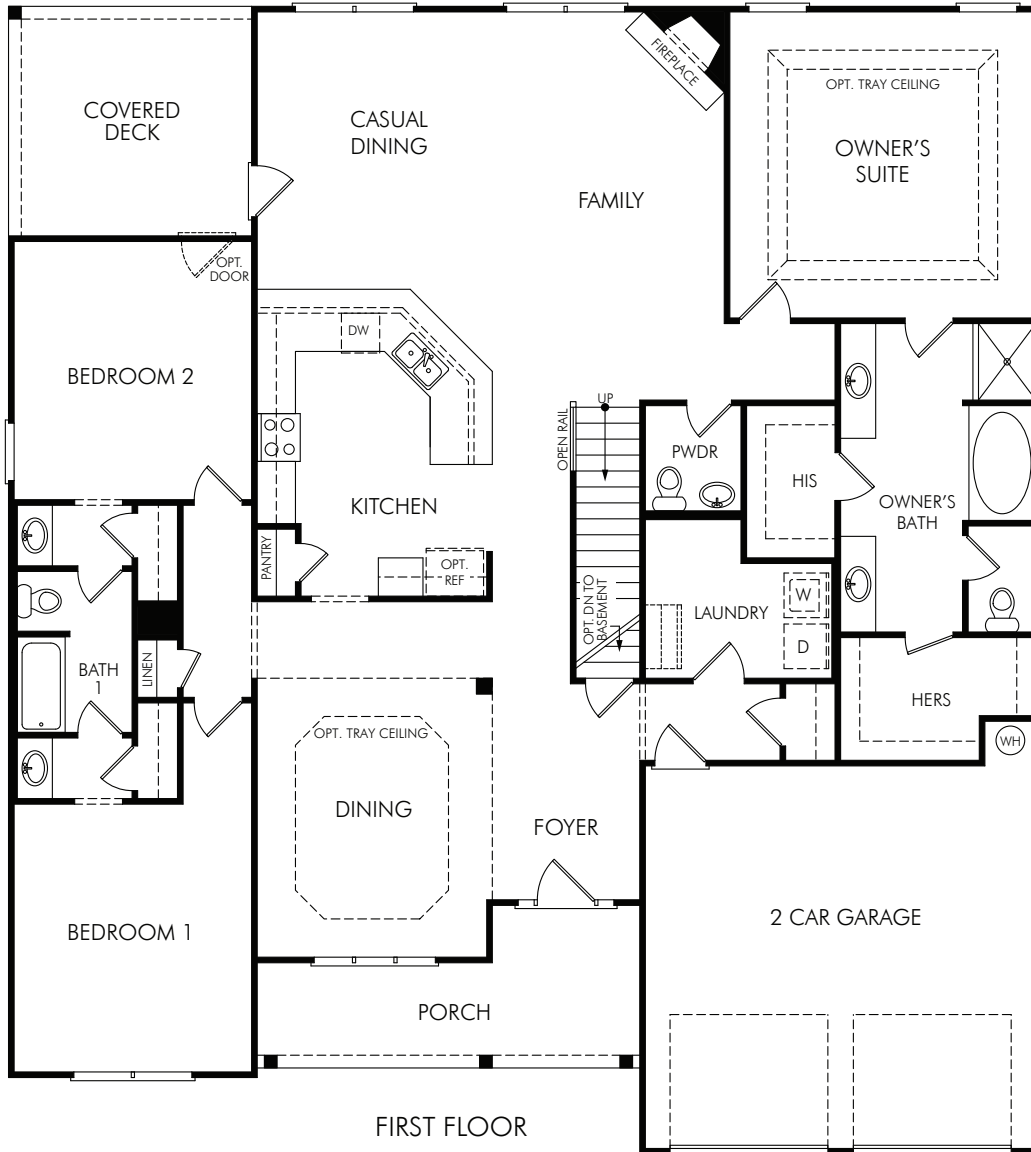 COVERED
DECK
CASUAL
DINING
FIREPLACE
FAMILY
OPT. TRAY CEILING
OWNER'S
SUITE
OPT.
DOOR
BEDROOM 2
DW
UP
OPEN RAIL
PWDR
HIS
OWNER'S
BATH
KITCHEN
PANTRY
OPT.
REF
OPT. DN TO
BASEMENT
LAUNDRY
W
D
BATH
1
LINEN
HERS
WH
OPT. TRAY CEILING
DINING
FOYER
BEDROOM 1
2 CAR GARAGE
PORCH
FIRST FLOOR